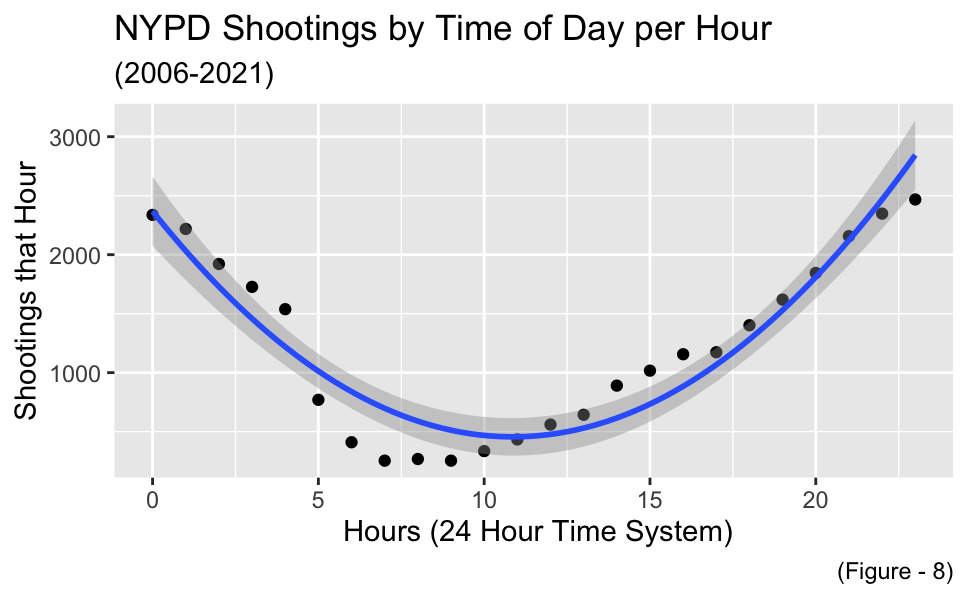 NYPD Shootings by Time of Day per Hour
(2006-2021)
3000
2000
1000
Shootings that Hour
0 5 10 15 20
Hours (24 Hour Time System)
(Figure - 8)